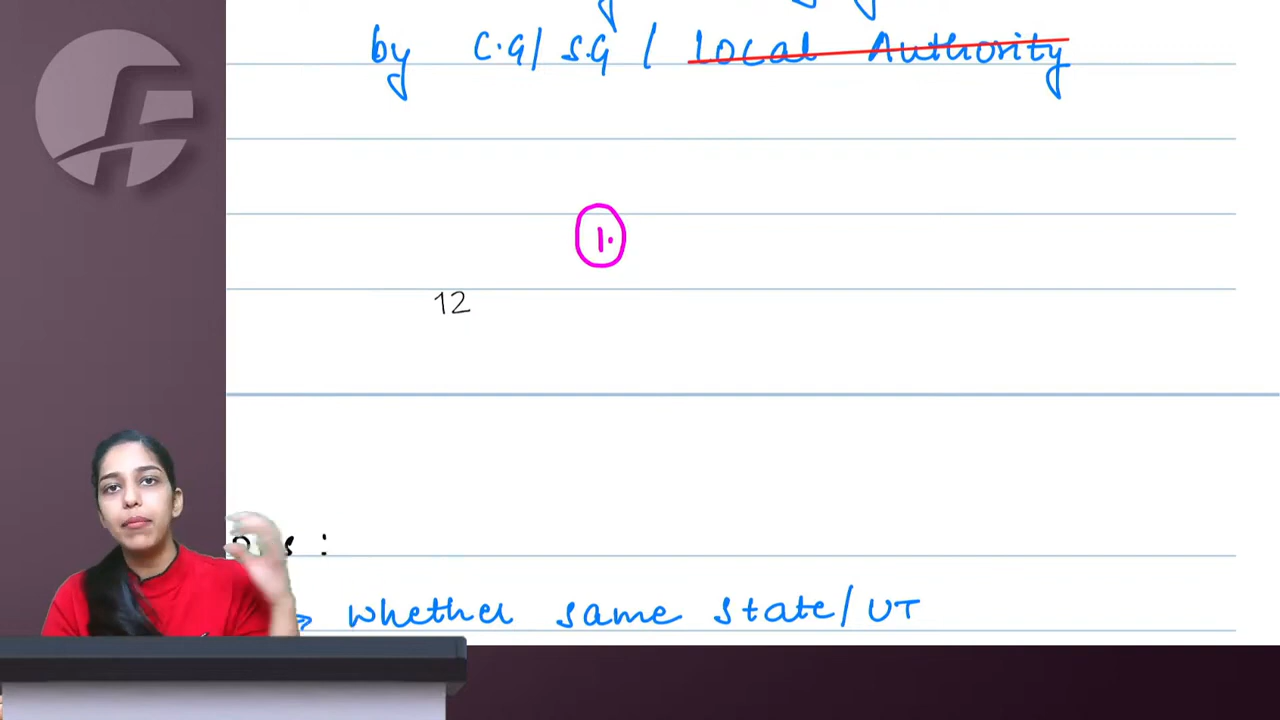 by C.G/ S.G / Local Authority
1.
12
s :
whether same state/ UT